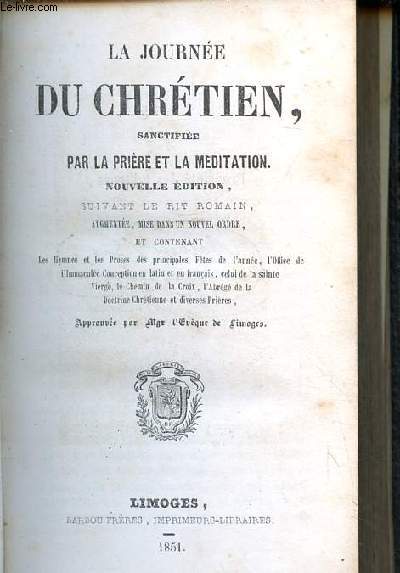 Le-livre.com
LA JOURNÉE
DU CHRÉTIEN,
SANCTIFIÉE
PAR LA PRIÈRE ET LA MEDITATION.
NOUVELLE ÉDITION,
SUIVANT LE RIT ROMAIN,
AUGMENTÉE, MISE DANS UN NOUVEL ORDRE,
ET CONTENANT
Les Hymnes et les Proses des principales Fêtes de l'année, l'Office de
l'Immaculée Conception en latin et en français, celui de la sainte
Vierge, le Chemin de la Croix, l'Abrégé de la
Doctrine Chrétienne et diverses Prières,
Approuvée par Mgr l'Evêque de Limoges.
LIMOGES,
BARBOU FRÈRES, IMPRIMEURS-LIBRAIRES.
1851.